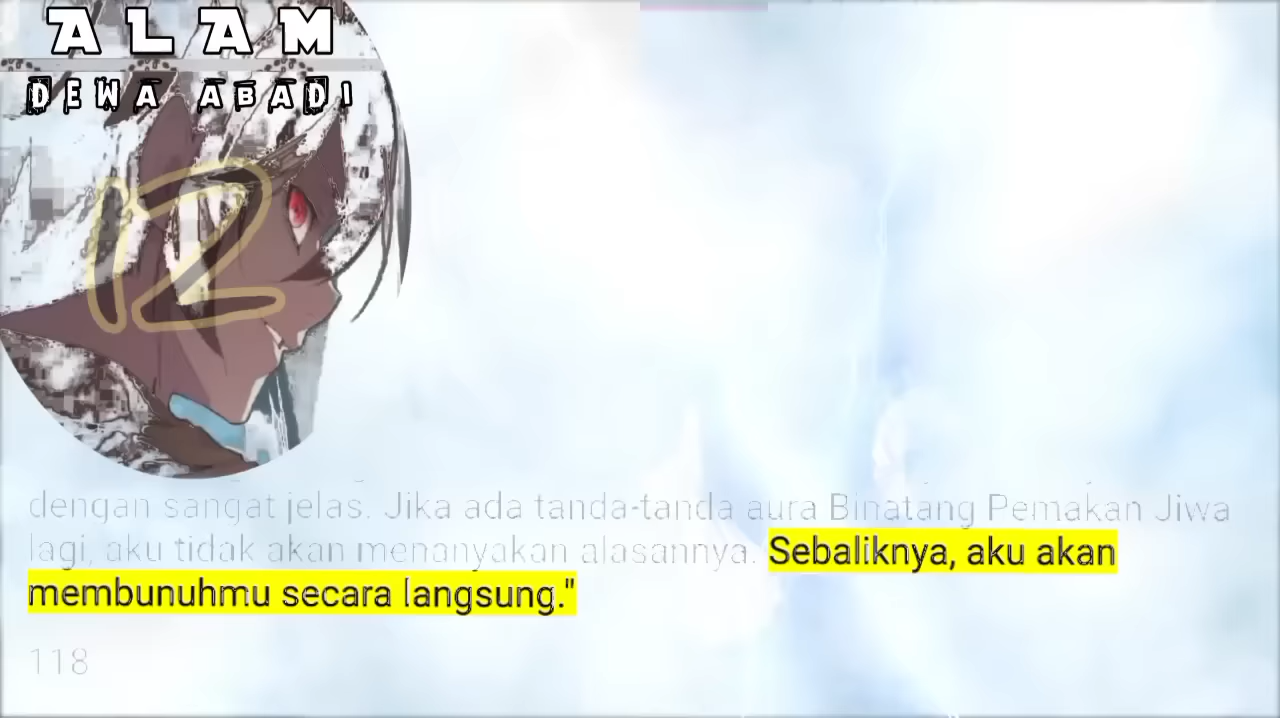 ALAM
DEWA ABADI
12
dengan sangat jelas. Jika ada tanda-tanda aura Binatang Pemakan Jiwa
lagi, aku tidak akan menanyakan alasannya. Sebaliknya, aku akan
membunuhmu secara langsung."
118